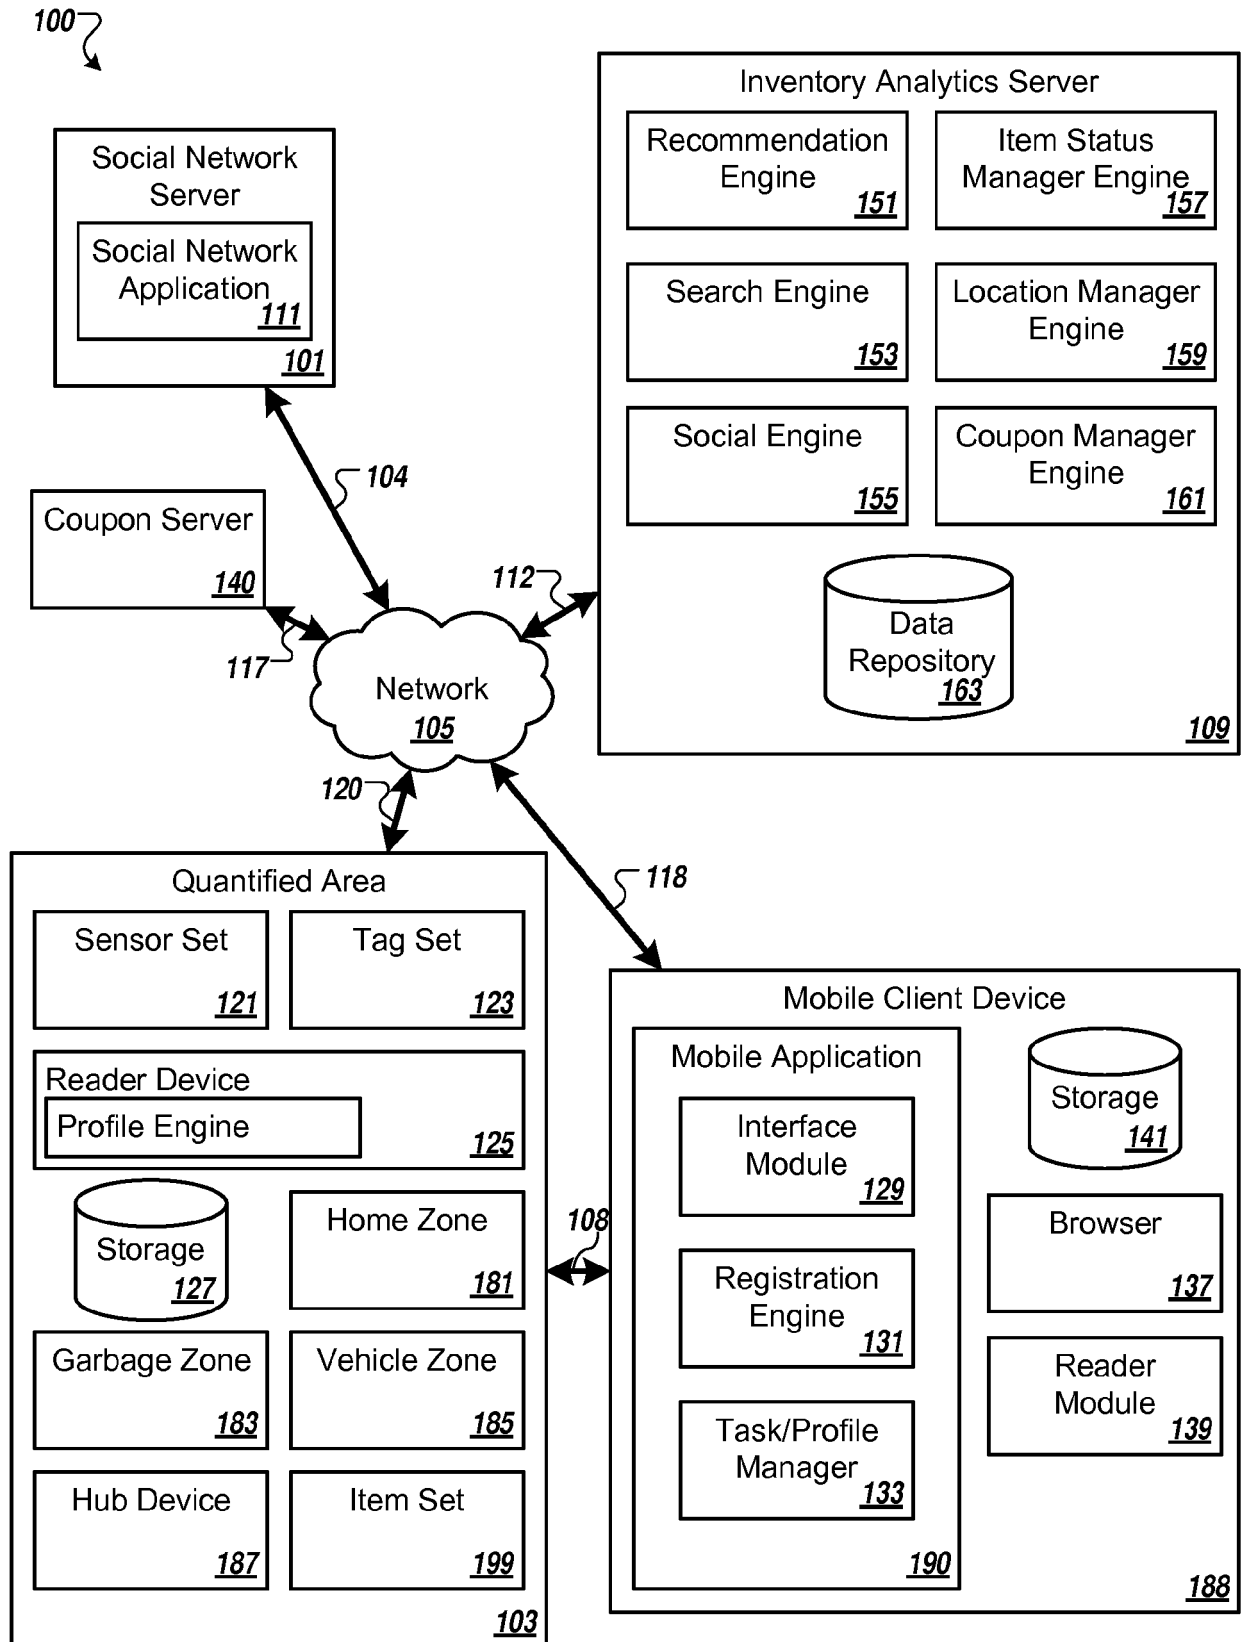 100
Social Network
Server
Social Network
Application
111
101
Coupon Server
140
104
117
112
Network
105
120
118
Inventory Analytics Server
Recommendation
Engine
151
Item Status
Manager Engine
157
Search Engine
153
Location Manager
Engine
159
Social Engine
155
Coupon Manager
Engine
161
Data
Repository
163
109
Quantified Area
Sensor Set
121
Tag Set
123
Reader Device
Profile Engine
125
Storage
127
Home Zone
181
Garbage Zone
183
Vehicle Zone
185
Hub Device
187
Item Set
199
103
108
Mobile Client Device
Mobile Application
Interface
Module
129
Registration
Engine
131
Task/Profile
Manager
133
190
Storage
141
Browser
137
Reader
Module
139
188